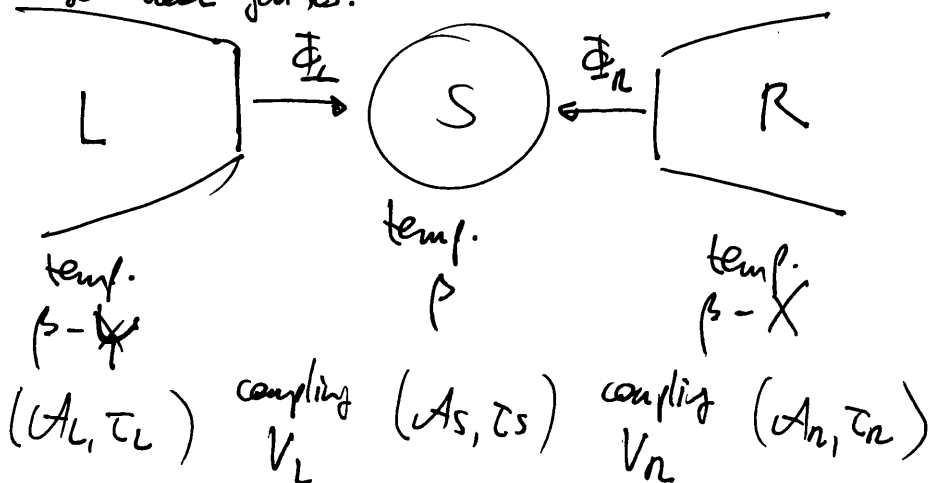 Φ_L Φ_R
L S R
temp. temp. temp.
β - β β - X
(A_L, τ_L) coupling V_L (A_S, τ_S) coupling V_R (A_R, τ_R)